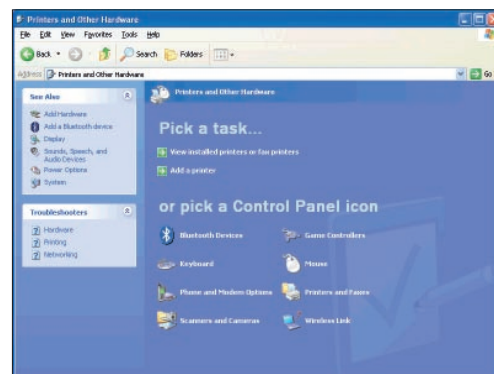 Printers and Other Hardware
File Edit View Favorites Tools Help
Back Search Folders
Address Printers and Other Hardware Go
See Also
Add Hardware
Add a Bluetooth device
Display
Sounds, Speech, and
Audio Devices
Power Options
System
Troubleshooters
Hardware
Printing
Networking
Printers and Other Hardware
Pick a task...
View installed printers or fax printers
Add a printer
or pick a Control Panel icon
Bluetooth Devices Game Controllers
Keyboard Mouse
Phone and Modem Options Printers and Faxes
Scanners and Cameras Wireless Link